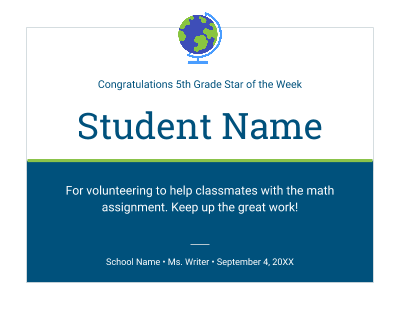 Congratulations 5th Grade Star of the Week
Student Name
For volunteering to help classmates with the math
assignment. Keep up the great work!
School Name • Ms. Writer • September 4, 20XX